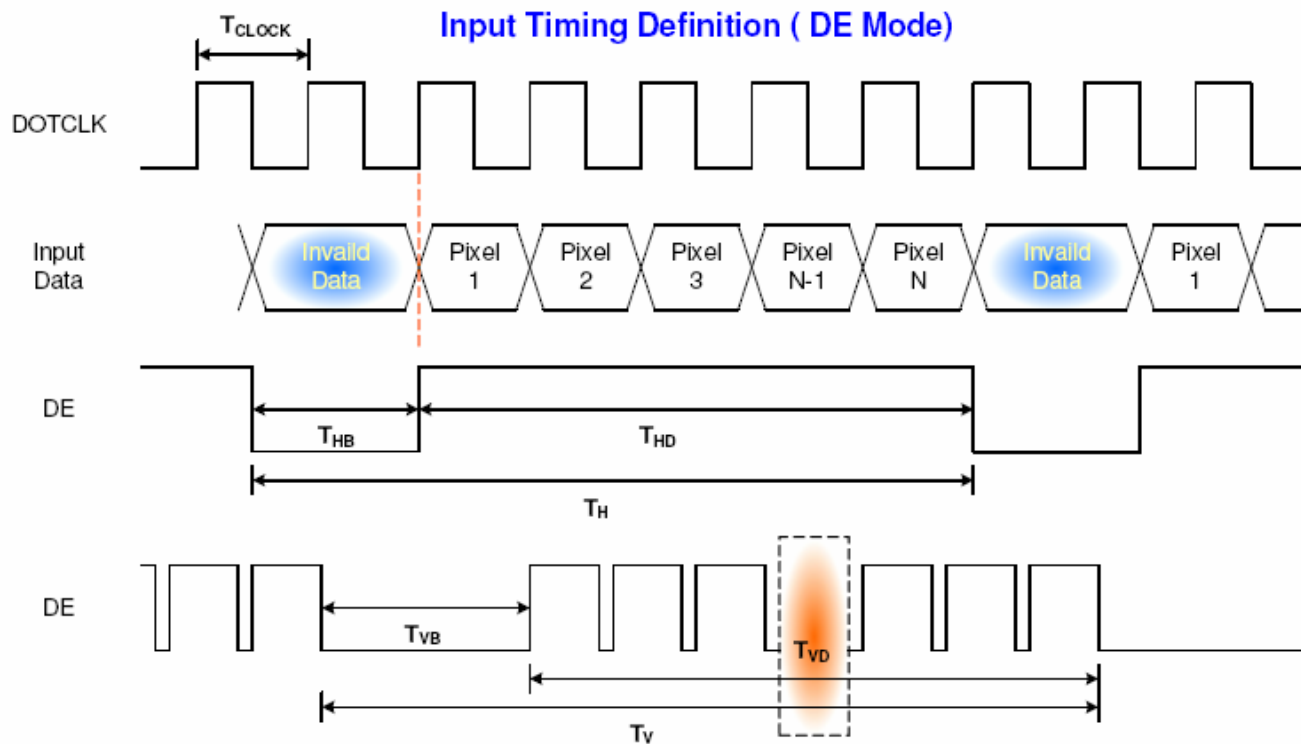 Input Timing Definition ( DE Mode)
TCLOCK
DOTCLK
Input
Data
Invaild
Data
Pixel
1
Pixel
2
Pixel
3
Pixel
N-1
Pixel
N
Invaild
Data
Pixel
1
DE
THB
THD
TH
DE
TVB
TVD
TV